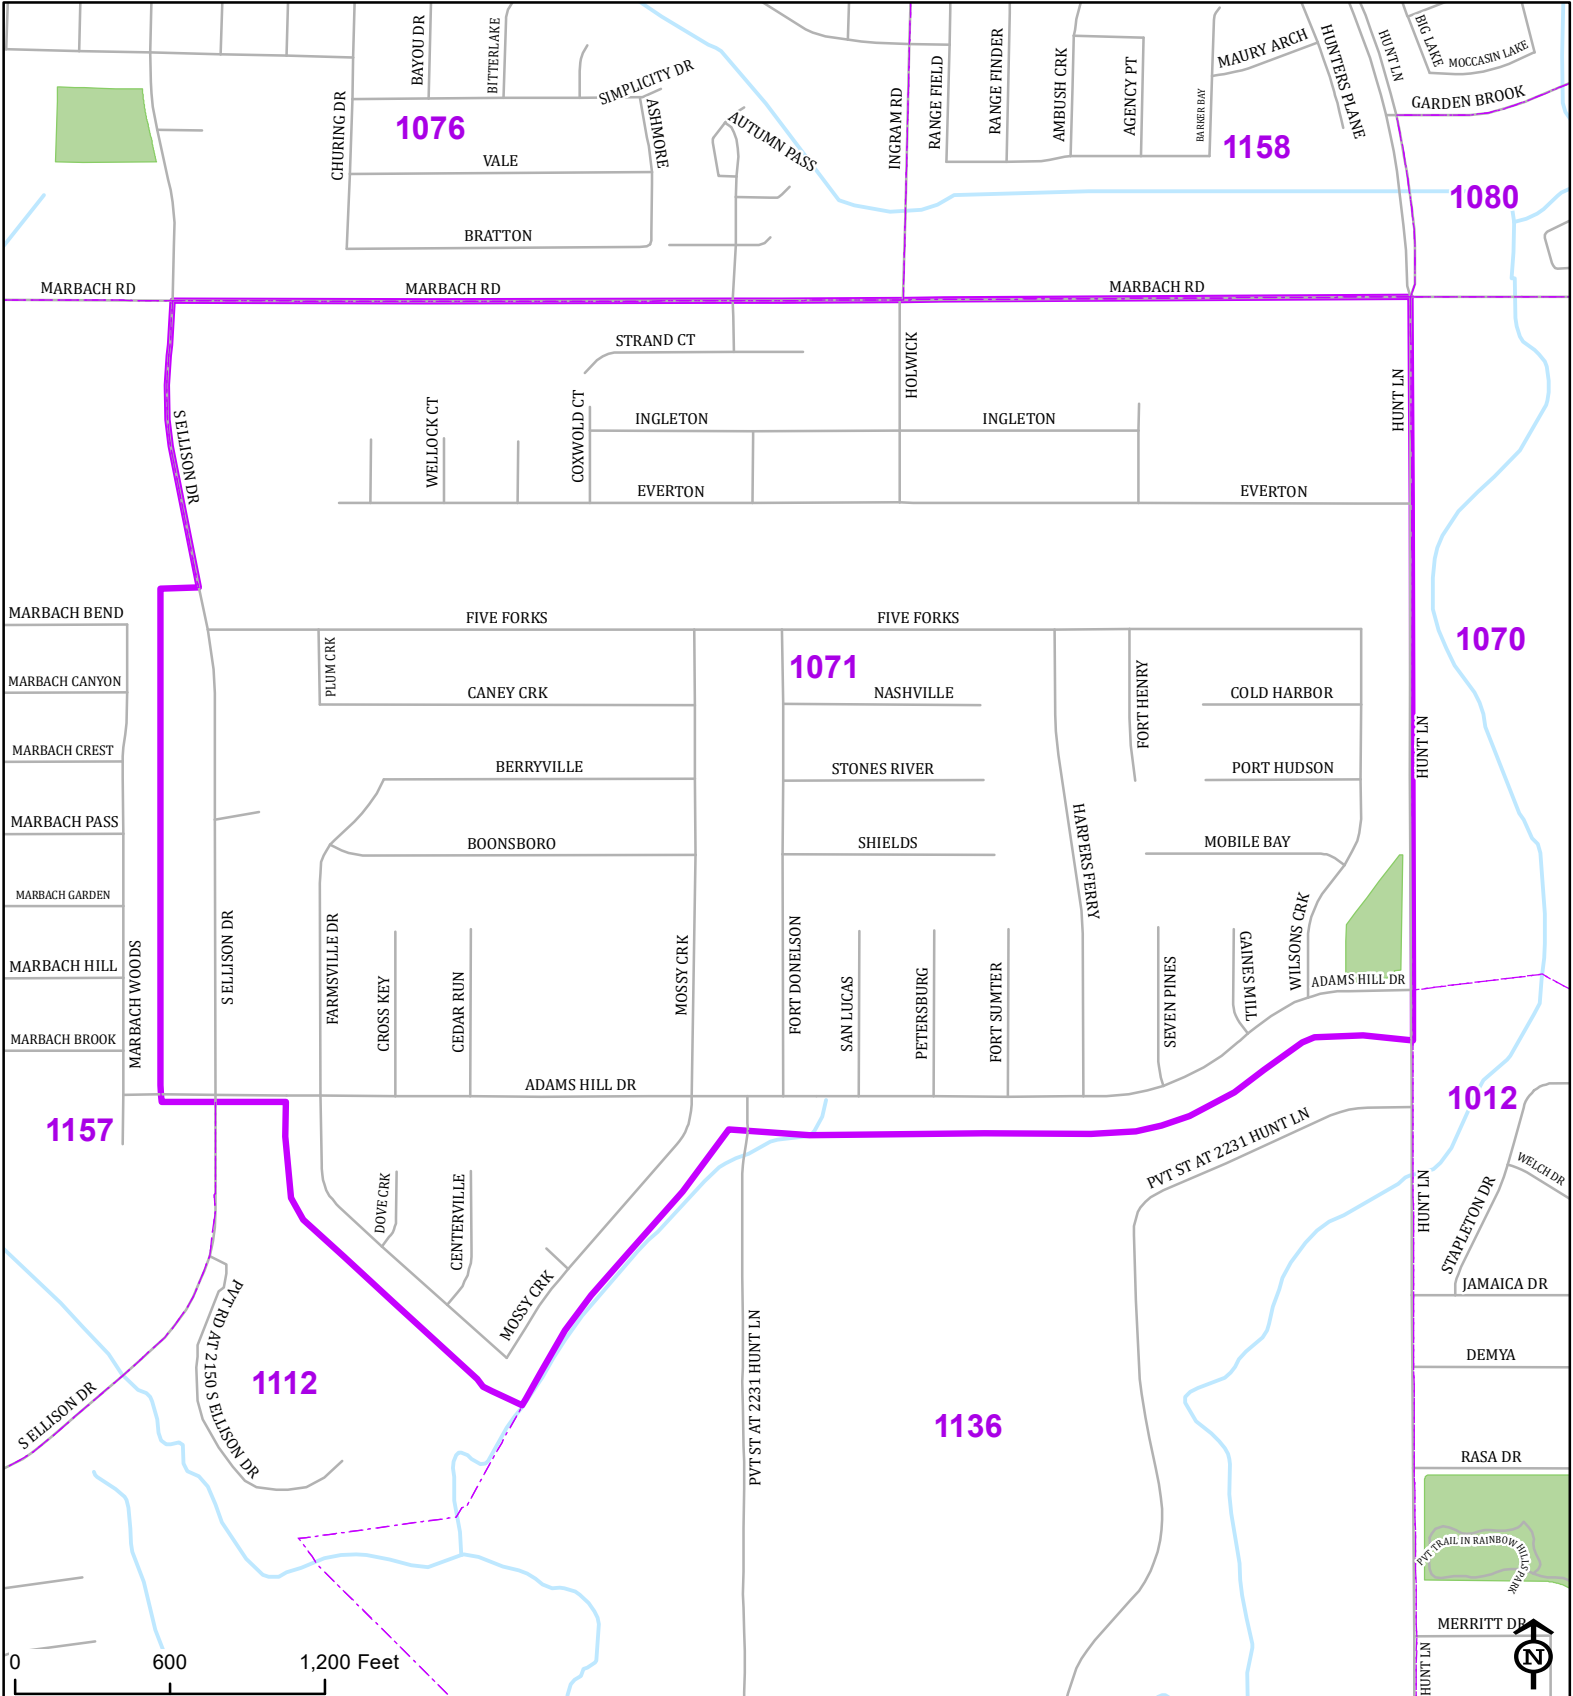 BAYOU DR
BITTERLAKE
SIMPLICITY DR
CHURING DR
1076
ASHMORE
AUTUMN PASS
VALE
BRATTON
INGRAM RD
RANGE FIELD
RANGE FINDER
AMBUSH CRK
AGENCY PT
BARKER BAY
MAURY ARCH
HUNTERS PLANE
HUNT LN
BIG LAKE
MOCCASIN LAKE
GARDEN BROOK
1158
1080
MARBACH RD
MARBACH RD
MARBACH RD
STRAND CT
HOLWICK
HUNT LN
S ELLISON DR
WELLOCK CT
COXWOLD CT
INGLETON
INGLETON
EVERTON
EVERTON
MARBACH BEND
FIVE FORKS
FIVE FORKS
1070
1071
PLUM CRK
MARBACH CANYON
CANEY CRK
NASHVILLE
FORT HENRY
COLD HARBOR
HUNT LN
MARBACH CREST
BERRYVILLE
STONES RIVER
PORT HUDSON
MARBACH PASS
BOONSBORO
SHIELDS
HARPERS FERRY
MOBILE BAY
MARBACH GARDEN
MARBACH HILL
MARBACH WOODS
S ELLISON DR
FARMSVILLE DR
CROSS KEY
CEDAR RUN
MOSSY CRK
FORT DONELSON
SAN LUCAS
PETERSBURG
FORT SUMTER
SEVEN PINES
GAINES MILL
WILSONS CRK
ADAMS HILL DR
MARBACH BROOK
ADAMS HILL DR
1157
1012
PVT ST AT 2231 HUNT LN
WELCH DR
DOVE CRK
CENTERVILLE
HUNT LN
STAPLETON DR
MOSSY CRK
JAMAICA DR
PVT RD AT 2150 S ELLISON DR
PVT ST AT 2231 HUNT LN
DEMYA
1112
S ELLISON DR
1136
RASA DR
PVT TRAIL IN RAINBOW HILLS PARK
MERRITT DR
HUNT LN
0 600 1,200 Feet
N